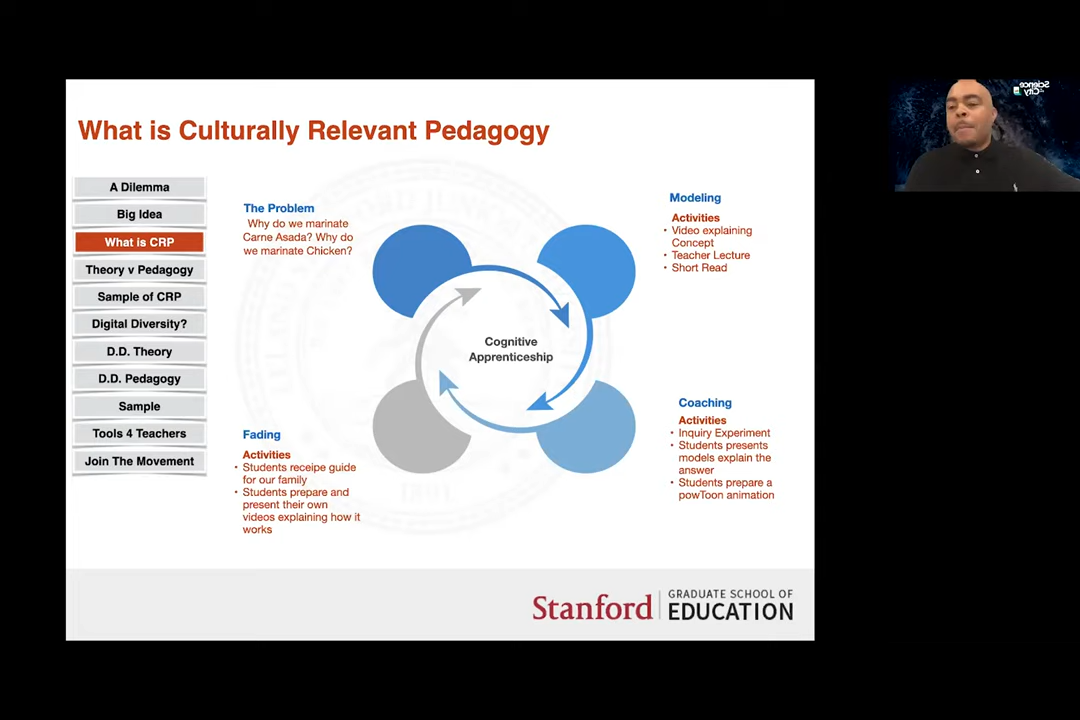 What is Culturally Relevant Pedagogy
A Dilemma
Big Idea
What is CRP
Theory v Pedagogy
Sample of CRP
Digital Diversity?
D.D. Theory
D.D. Pedagogy
Sample
Tools 4 Teachers
Join The Movement
The Problem
Why do we marinate
Carne Asada? Why do
we marinate Chicken?
Modeling
Activities
• Video explaining
Concept
• Teacher Lecture
• Short Read
Cognitive
Apprenticeship
Coaching
Activities
• Inquiry Experiment
• Students presents
models explain the
answer
• Students prepare a
powToon animation
Fading
Activities
• Students receipe guide
for our family
• Students prepare and
present their own
videos explaining how it
works
Stanford
GRADUATE SCHOOL OF
EDUCATION
Science
City